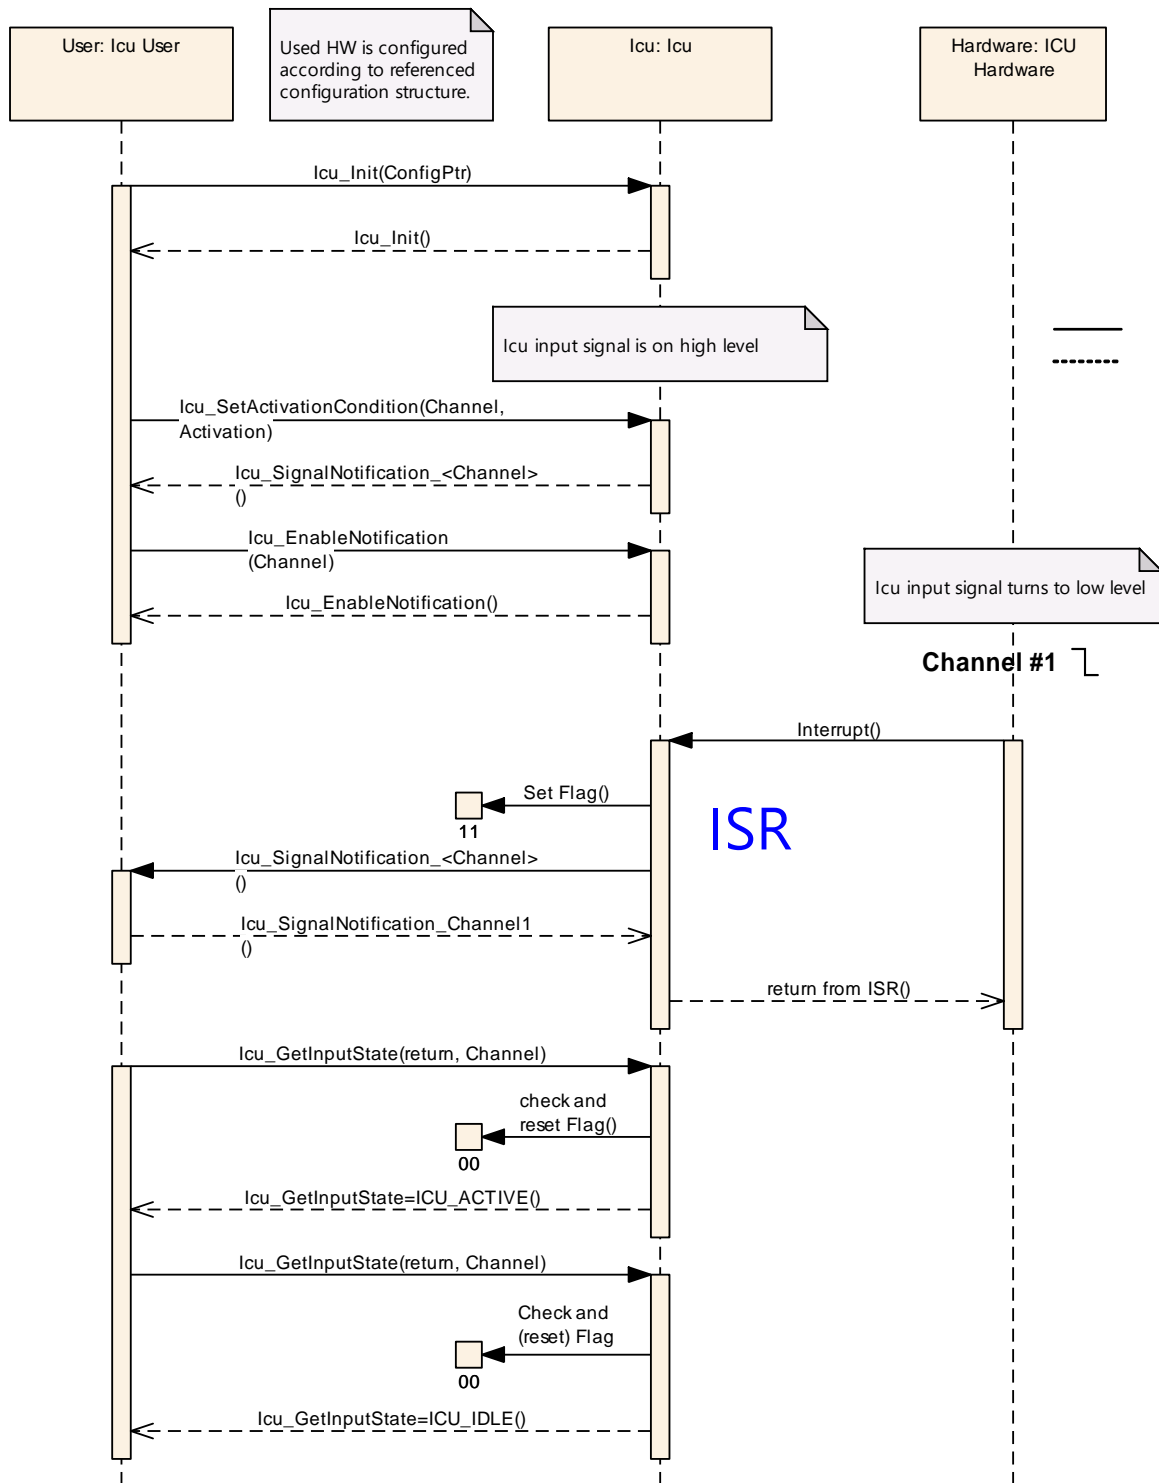 User: Icu User
Used HW is configured
according to referenced
configuration structure.
Icu: Icu
Hardware: ICU
Hardware
Icu_Init(ConfigPtr)
Icu_Init()
Icu input signal is on high level
Icu_SetActivationCondition(Channel,
Activation)
Icu_SignalNotification_<Channel>
()
Icu_EnableNotification
(Channel)
Icu input signal turns to low level
Icu_EnableNotification()
Channel #1
Interrupt()
Set Flag()
11
ISR
Icu_SignalNotification_<Channel>
()
Icu_SignalNotification_Channel1
()
return from ISR()
Icu_GetInputState(return, Channel)
check and
reset Flag()
00
Icu_GetInputState=ICU_ACTIVE()
Icu_GetInputState(return, Channel)
Check and
(reset) Flag
00
Icu_GetInputState=ICU_IDLE()